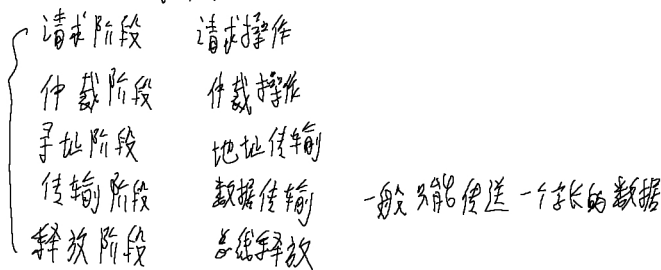 请求阶段 请求操作
仲裁阶段 仲裁操作
寻址阶段 地址传输
传输阶段 数据传输 一般只能传送一个字长的数据
释放阶段 总线释放